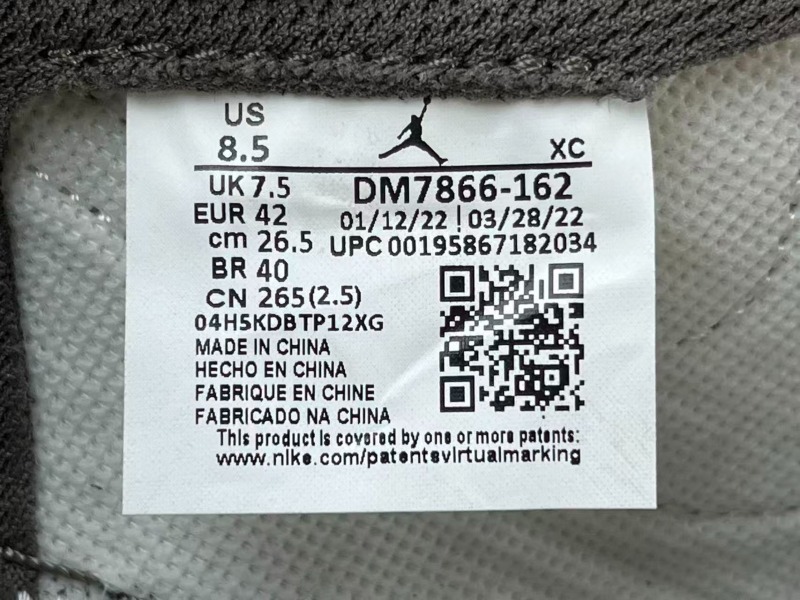 US
8.5
XC
UK 7.5
DM7866-162
EUR 42
01/12/22 | 03/28/22
cm 26.5
UPC 00195867182034
BR 40
CN 265(2.5)
04H5KDBTP12XG
MADE IN CHINA
HECHO EN CHINA
FABRIQUE EN CHINE
FABRICADO NA CHINA
This product is covered by one or more patents:
www.nike.com/patentsvirtualmarking